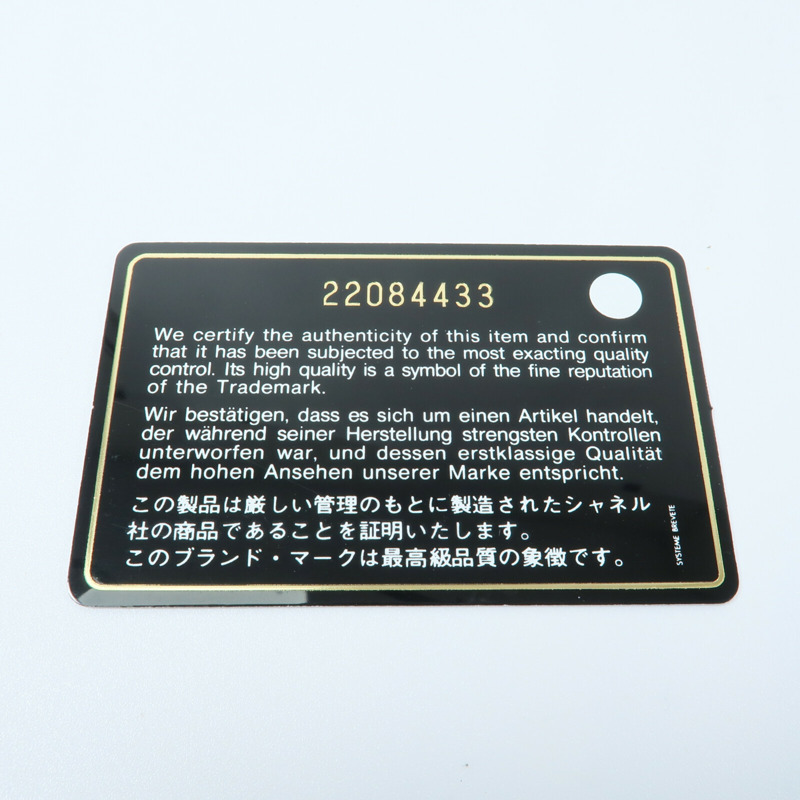 22084433
We certify the authenticity of this item and confirm
that it has been subjected to the most exacting quality
control. Its high quality is a symbol of the fine reputation
of the Trademark.
Wir bestätigen, dass es sich um einen Artikel handelt,
der während seiner Herstellung strengsten Kontrollen
unterworfen war, und dessen erstklassige Qualität
dem hohen Ansehen unserer Marke entspricht.
この製品は厳しい管理のもとに製造されたシャネル
社の商品であることを証明いたします。
このブランド・マークは最高級品質の象徴です。
SYSTEME BREVETE